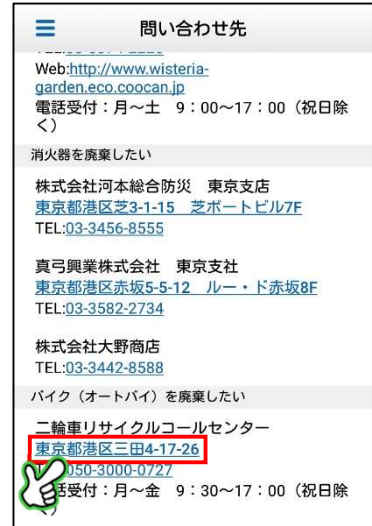 問い合わせ先
Web:http://www.wisteria-
garden.eco.coocan.jp
電話受付：月～土　9：00～17：00（祝日除
く）
消火器を廃棄したい
株式会社河本総合防災　東京支店
東京都港区芝3-1-15　芝ボートビル7F
TEL:03-3456-8555
真弓興業株式会社　東京支社
東京都港区赤坂5-5-12　ルー・ド赤坂8F
TEL:03-3582-2734
株式会社大野商店
TEL:03-3442-8588
バイク（オートバイ）を廃棄したい
二輪車リサイクルコールセンター
東京都港区三田4-17-26
050-3000-0727
話受付：月～金　9：30～17：00（祝日除